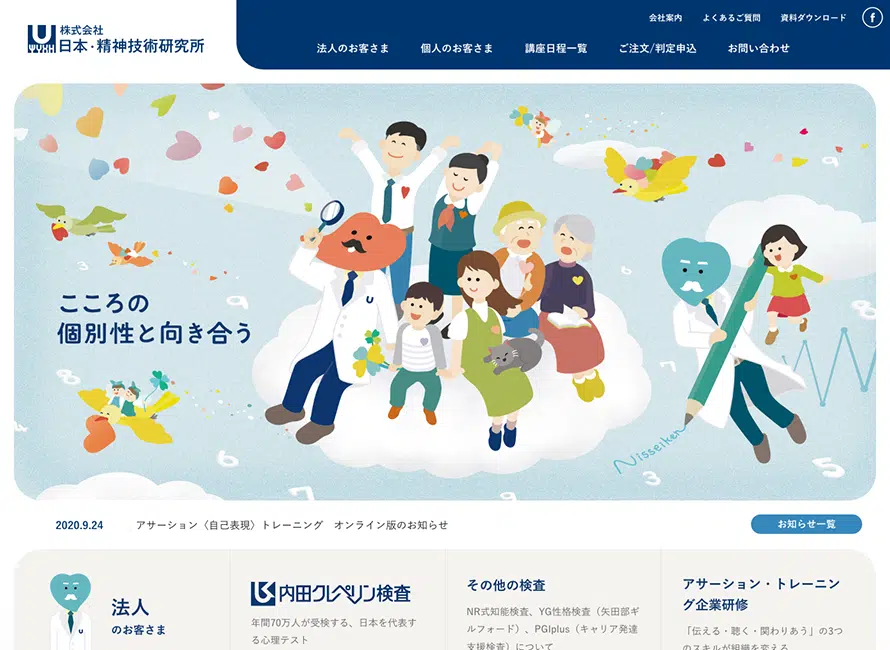 株式会社
日本・精神技術研究所
会社案内
よくあるご質問
資料ダウンロード
f
法人のお客さま
個人のお客さま
講座日程一覧
ご注文/判定申込
お問い合わせ
こころの
個別性と向き合う
Nisseiken
2020.9.24
アサーション〈自己表現〉トレーニング オンライン版のお知らせ
お知らせ一覧
法人
のお客さま
内田クレペリン検査
年間70万人が受検する、日本を代表す
る心理テスト
その他の検査
NR式知能検査、YG性格検査（矢田部ギ
ルフォード）、PGIplus（キャリア発達
支援検査）について
アサーション・トレーニン
グ企業研修
「伝える・聴く・関わりあう」の3つ
のスキルが組織を変える